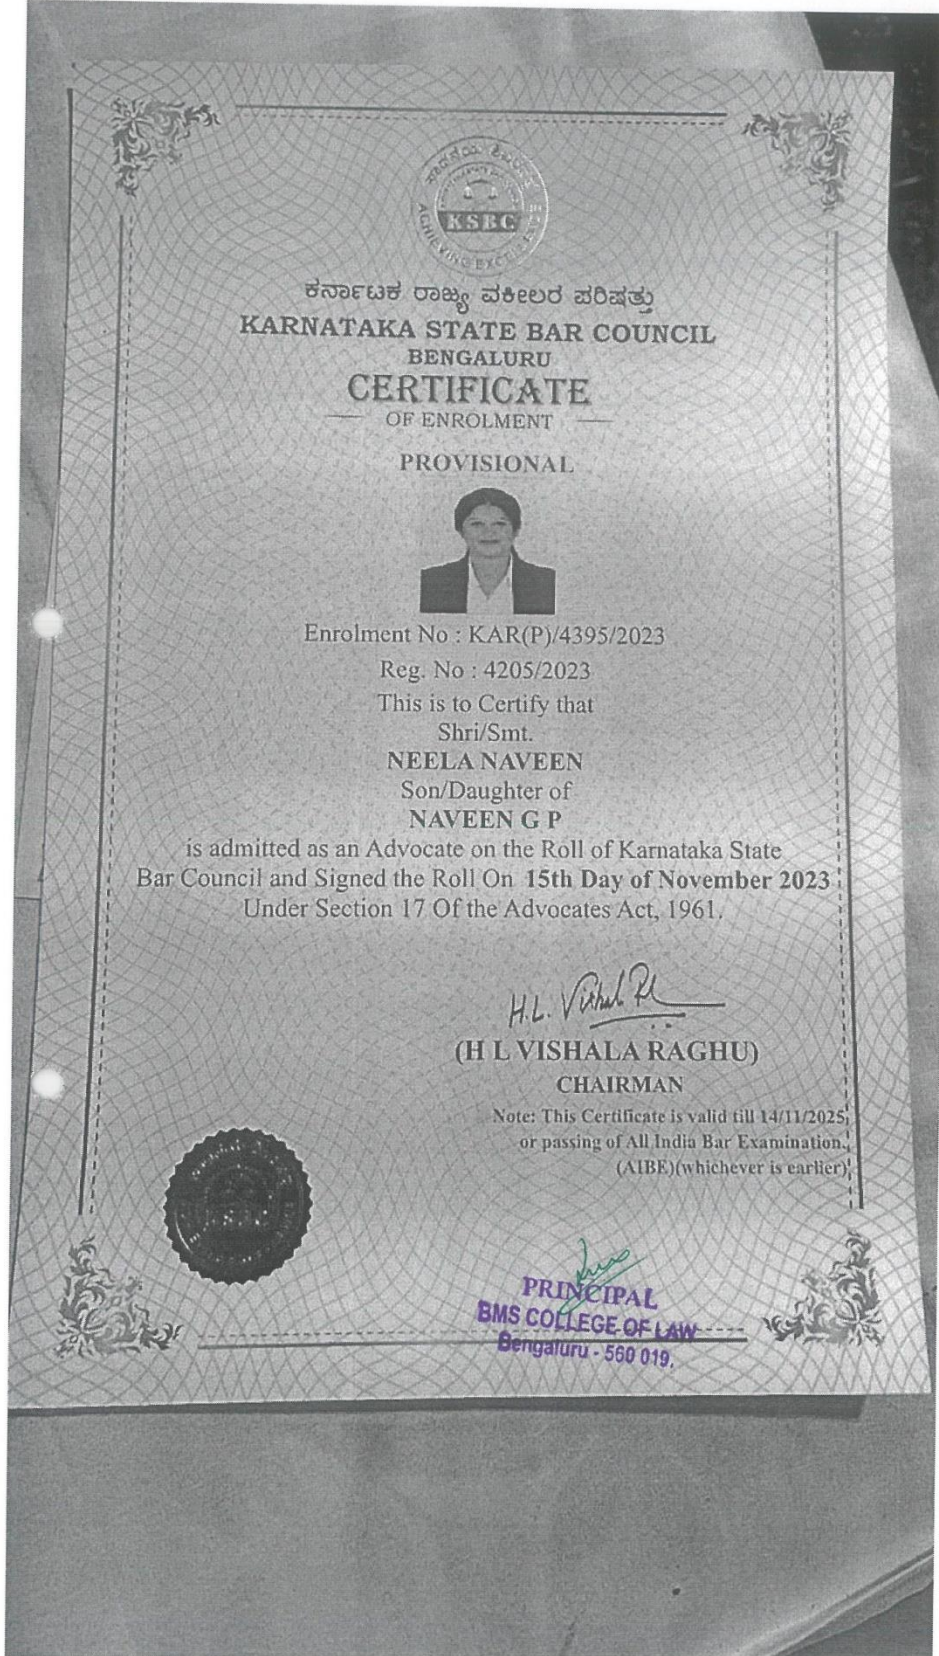 KSBC
ಕರ್ನಾಟಕ ರಾಜ್ಯ ವಕೀಲರ ಪರಿಷತ್ತು
KARNATAKA STATE BAR COUNCIL
BENGALURU
CERTIFICATE
OF ENROLMENT
PROVISIONAL
Enrolment No : KAR(P)/4395/2023
Reg. No : 4205/2023
This is to Certify that
Shri/Smt.
NEELA NAVEEN
Son/Daughter of
NAVEEN G P
is admitted as an Advocate on the Roll of Karnataka State
Bar Council and Signed the Roll On 15th Day of November 2023
Under Section 17 Of the Advocates Act, 1961.
H.L.
(H L VISHALA RAGHU)
CHAIRMAN
Note: This Certificate is valid till 14/11/2025
or passing of All India Bar Examination.
(AIBE)(whichever is earlier)
PRINCIPAL
BMS COLLEGE OF LAW
Bengaluru - 560 019.